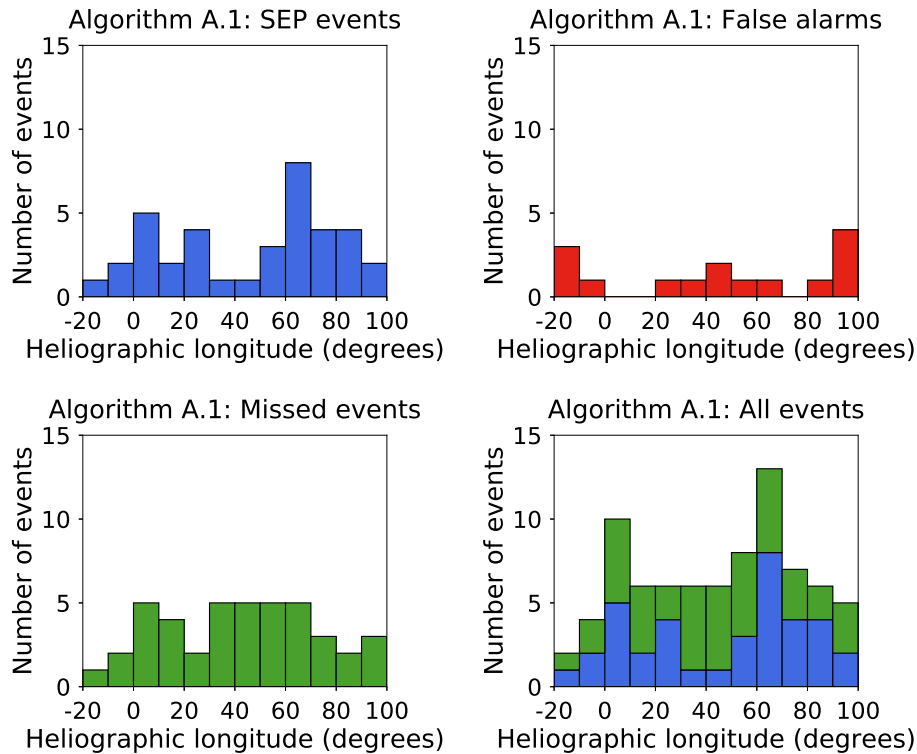 Algorithm A.1: SEP events
Number of events
15
10
5
0
-20 0 20 40 60 80 100
Heliographic longitude (degrees)
Algorithm A.1: False alarms
Number of events
15
10
5
0
-20 0 20 40 60 80 100
Heliographic longitude (degrees)
Algorithm A.1: Missed events
Number of events
15
10
5
0
-20 0 20 40 60 80 100
Heliographic longitude (degrees)
Algorithm A.1: All events
Number of events
15
10
5
0
-20 0 20 40 60 80 100
Heliographic longitude (degrees)